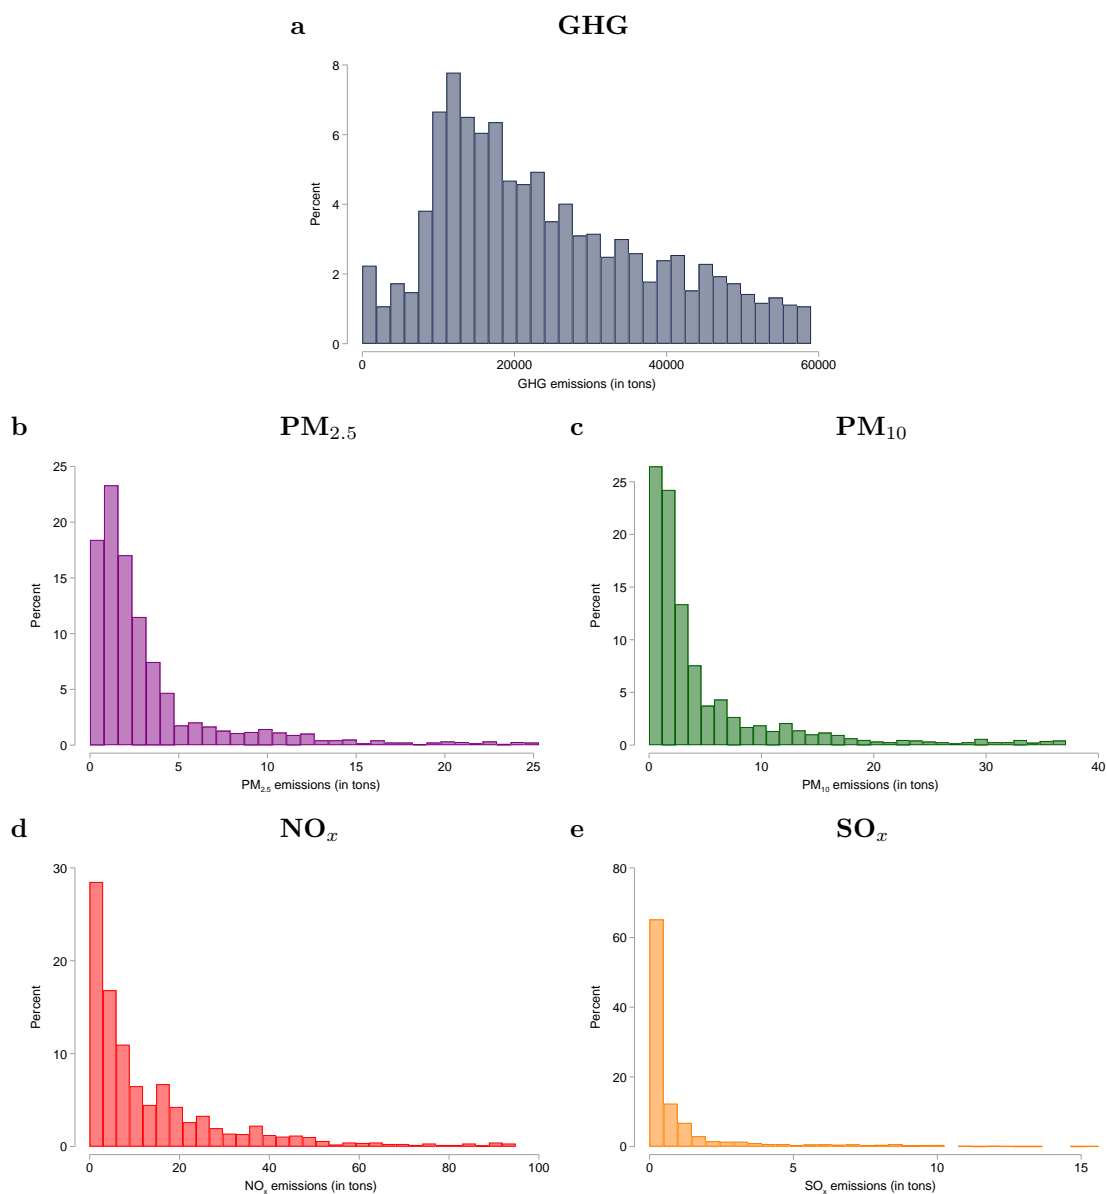 a GHG
8
6
4
2
0
Percent
0 20000 40000 60000
GHG emissions (in tons)
b PM2.5
25
20
15
10
5
0
Percent
0 5 10 15 20 25
PM2.5 emissions (in tons)
c PM10
25
20
15
10
5
0
Percent
0 10 20 30 40
PM10 emissions (in tons)
d NOx
30
20
10
0
Percent
0 20 40 60 80 100
NOx emissions (in tons)
e SOx
80
60
40
20
0
Percent
0 5 10 15
SOx emissions (in tons)